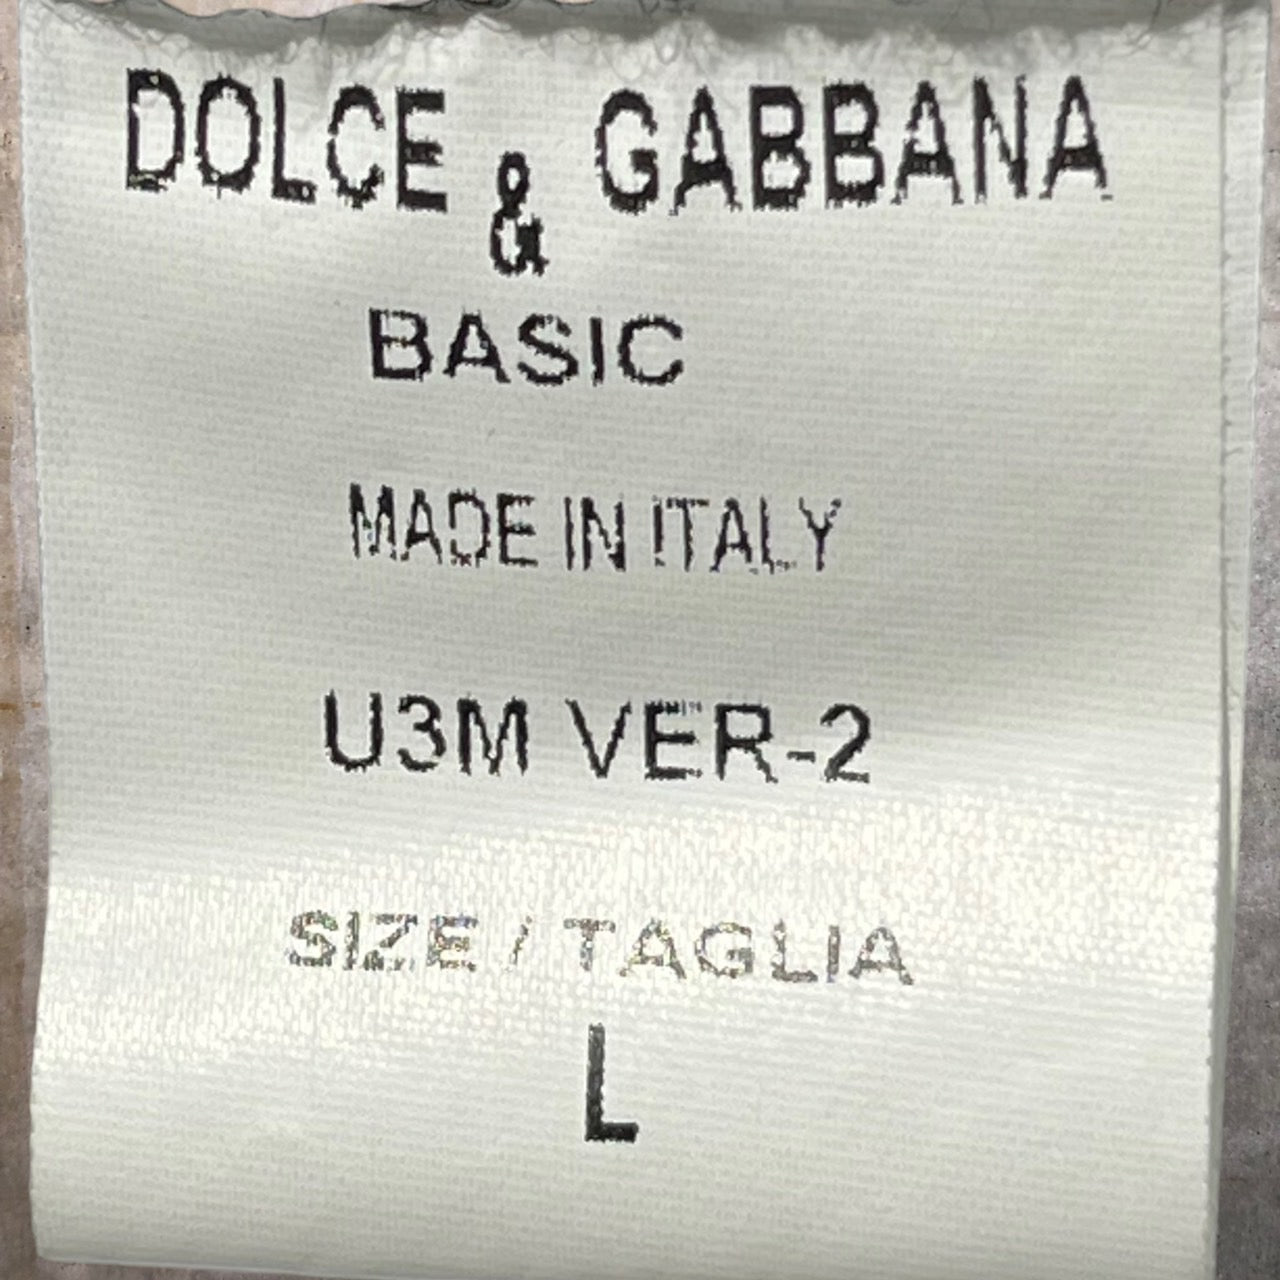 DOLCE & GABBANA
BASIC
MADE IN ITALY
U3M VER-2
SIZE / TAGLIA
L